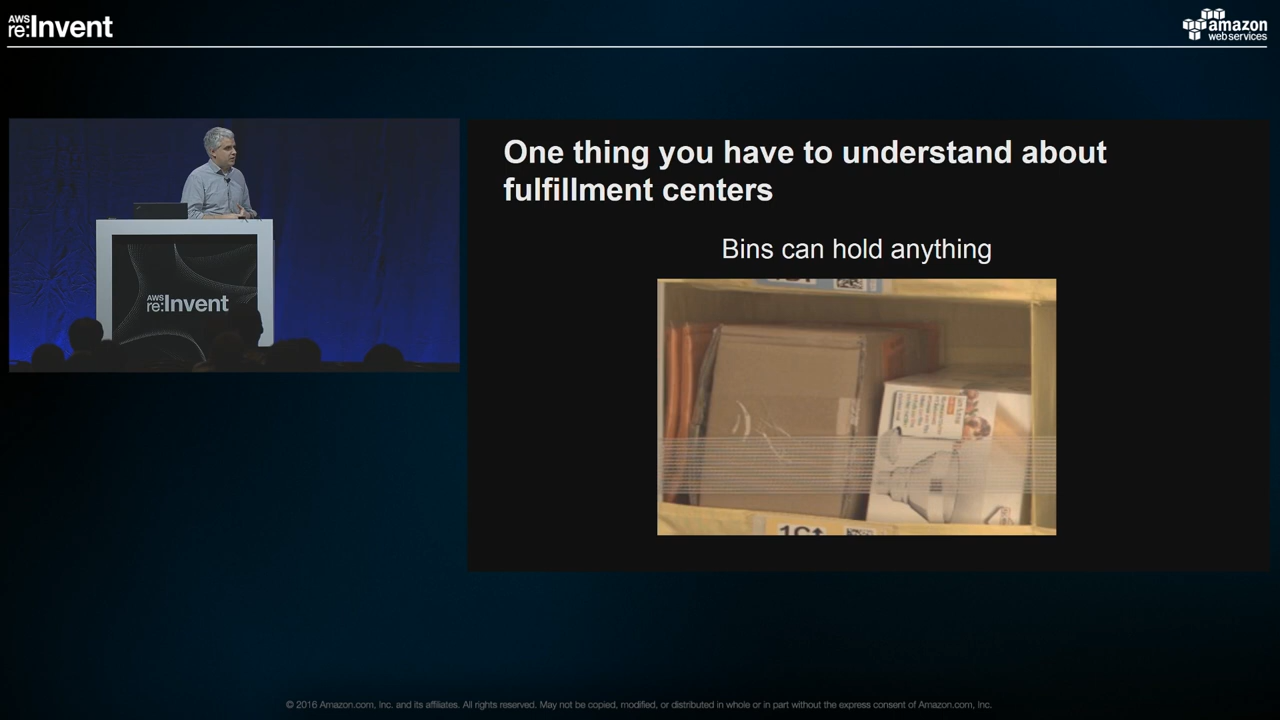 AWS
re:Invent
amazon
web services
One thing you have to understand about
fulfillment centers
Bins can hold anything
AWS
re:Invent
1C↑
© 2016 Amazon.com, Inc. and its affiliates. All rights reserved. May not be copied, modified, or distributed in whole or in part without the express consent of Amazon.com, Inc.